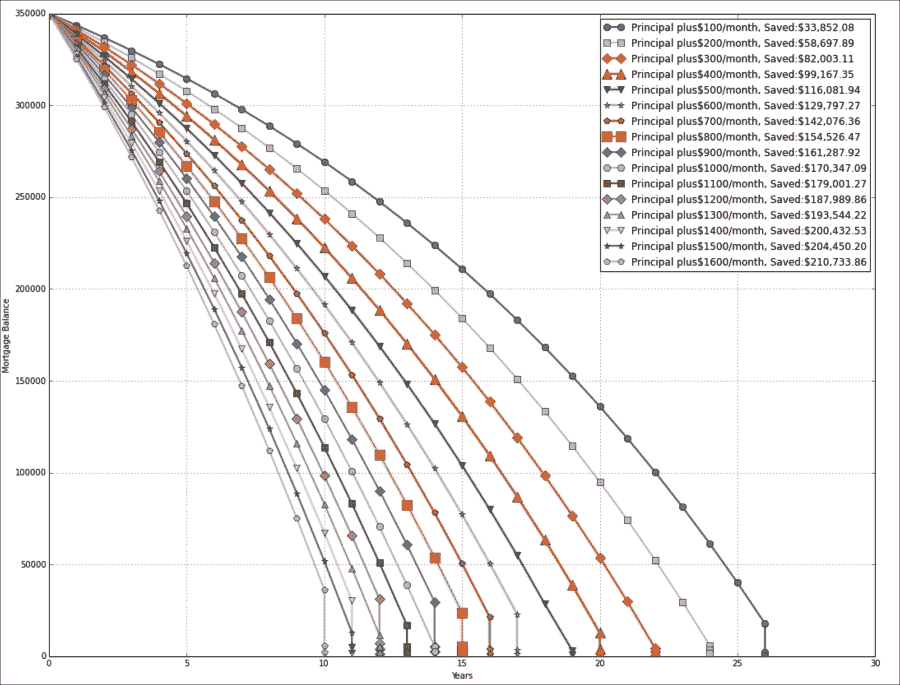 350000
300000
250000
200000
150000
100000
50000
0
Mortgage Balance
Principal plus$100/month, Saved:$33,852.08
Principal plus$200/month, Saved:$58,697.89
Principal plus$300/month, Saved:$82,003.11
Principal plus$400/month, Saved:$99,167.35
Principal plus$500/month, Saved:$116,081.94
Principal plus$600/month, Saved:$129,797.27
Principal plus$700/month, Saved:$142,076.36
Principal plus$800/month, Saved:$154,526.47
Principal plus$900/month, Saved:$161,287.92
Principal plus$1000/month, Saved:$170,347.09
Principal plus$1100/month, Saved:$179,001.27
Principal plus$1200/month, Saved:$187,989.86
Principal plus$1300/month, Saved:$193,544.22
Principal plus$1400/month, Saved:$200,432.53
Principal plus$1500/month, Saved:$204,450.20
Principal plus$1600/month, Saved:$210,733.86
0 5 10 15 20 25 30
Years